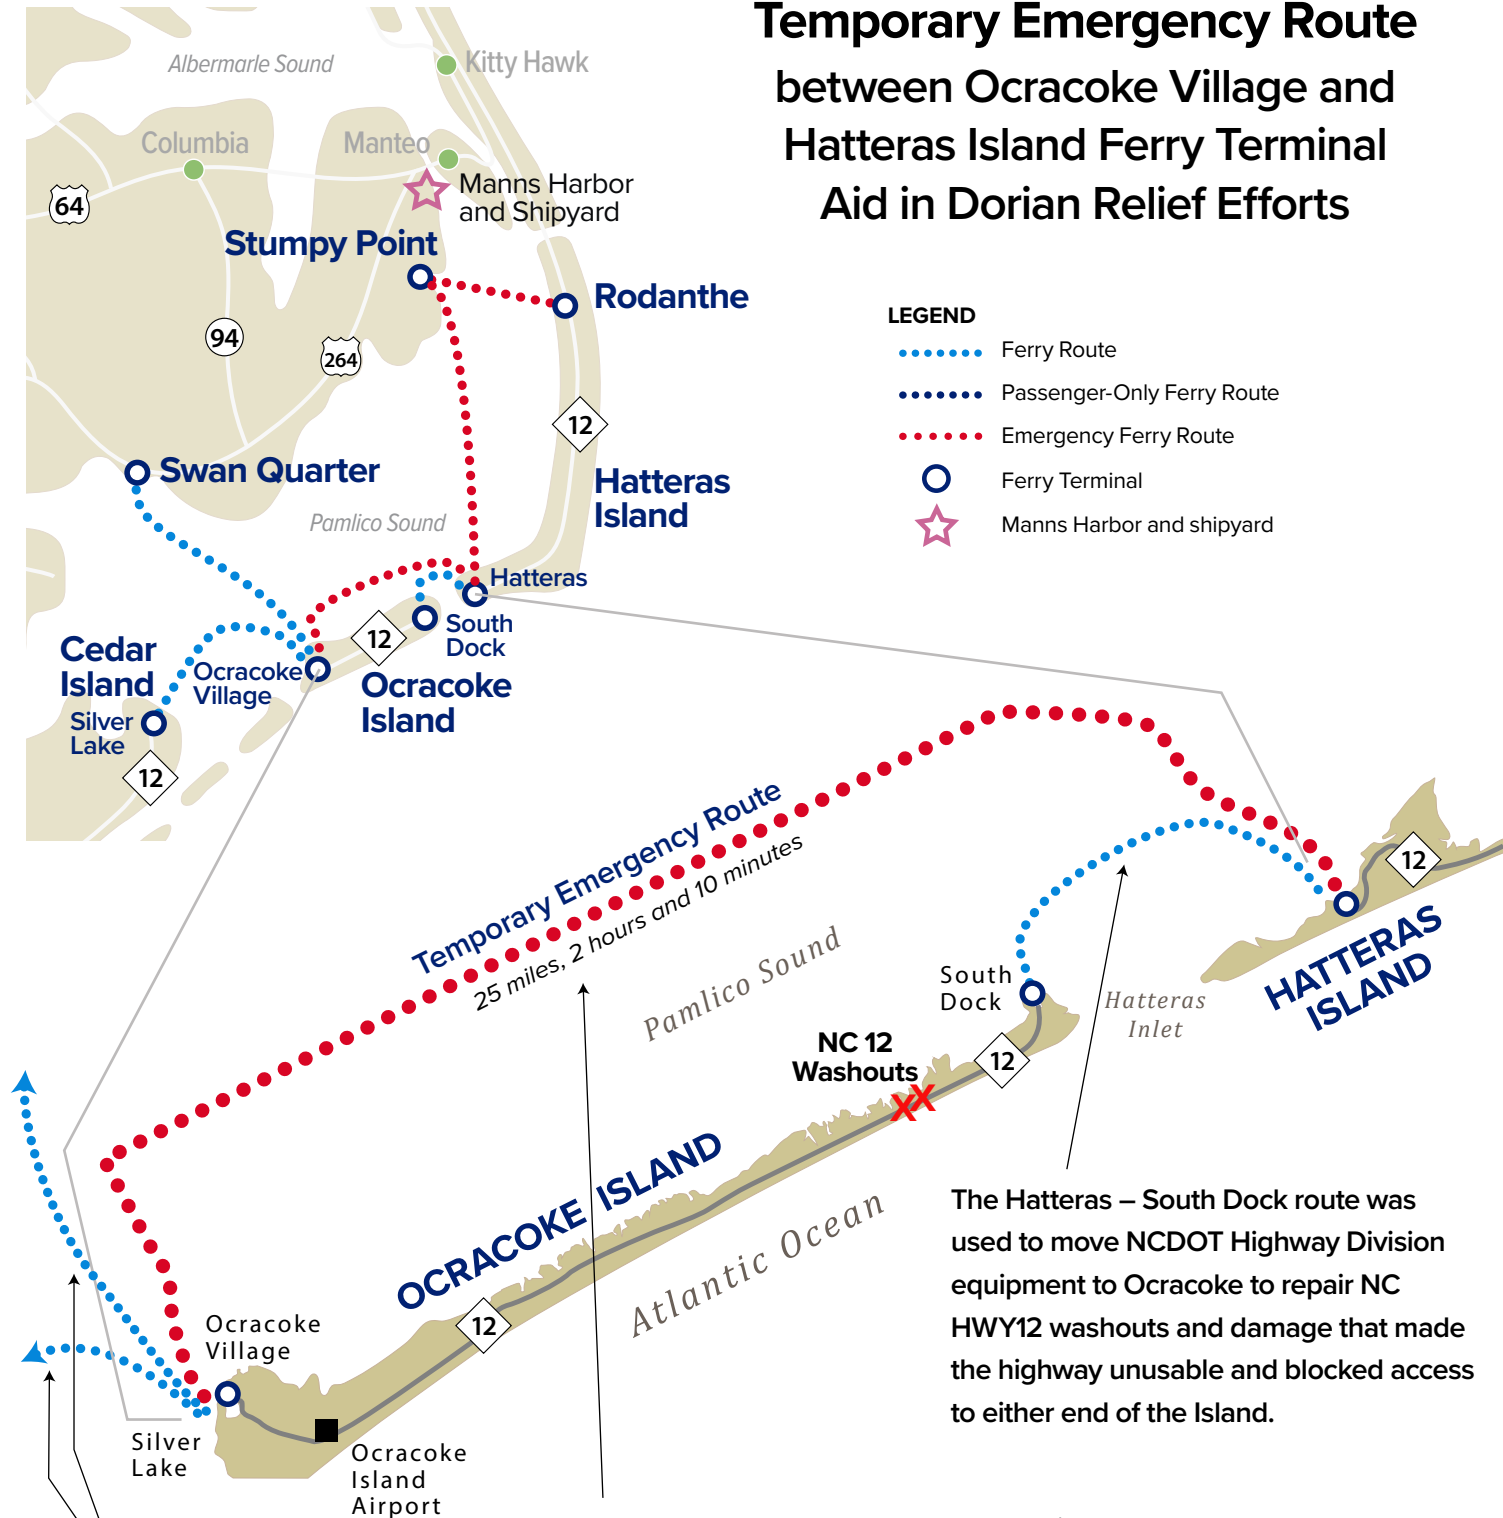 Temporary Emergency Route
between Ocracoke Village and
Hatteras Island Ferry Terminal
Aid in Dorian Relief Efforts
Albermarle Sound
Kitty Hawk
Columbia
Manteo
Manns Harbor
and Shipyard
64
Stumpy Point
Rodanthe
94
264
12
Swan Quarter
Hatteras
Island
Pamlico Sound
Hatteras
South
Dock
12
Cedar
Island
Ocracoke
Village
Ocracoke
Island
Silver
Lake
12
LEGEND
Ferry Route
Passenger-Only Ferry Route
Emergency Ferry Route
Ferry Terminal
Manns Harbor and shipyard
Temporary Emergency Route
25 miles, 2 hours and 10 minutes
Pamlico Sound
12
HATTERAS
ISLAND
South
Dock
Hatteras
Inlet
NC 12
Washouts
XX
12
OCRACOKE ISLAND
Atlantic Ocean
12
Ocracoke
Village
Silver
Lake
Ocracoke
Island
Airport
The Hatteras – South Dock route was
used to move NCDOT Highway Division
equipment to Ocracoke to repair NC
HWY12 washouts and damage that made
the highway unusable and blocked access
to either end of the Island.